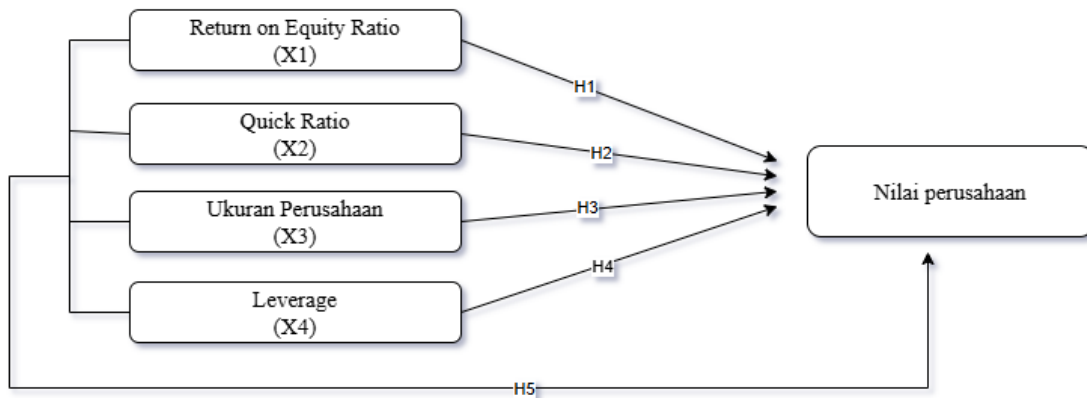 Return on Equity Ratio
(X1)
H1
Quick Ratio
(X2)
H2
Nilai perusahaan
Ukuran Perusahaan
(X3)
H3
Leverage
(X4)
H4
H5